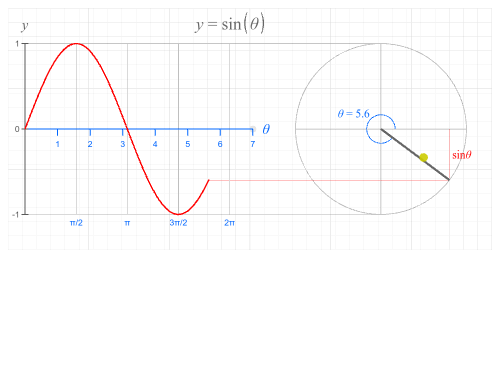 y = sin(θ)
y
1
θ = 5.6
0
θ
1 2 3 4 5 6 7
sinθ
-1
π/2 π 3π/2 2π